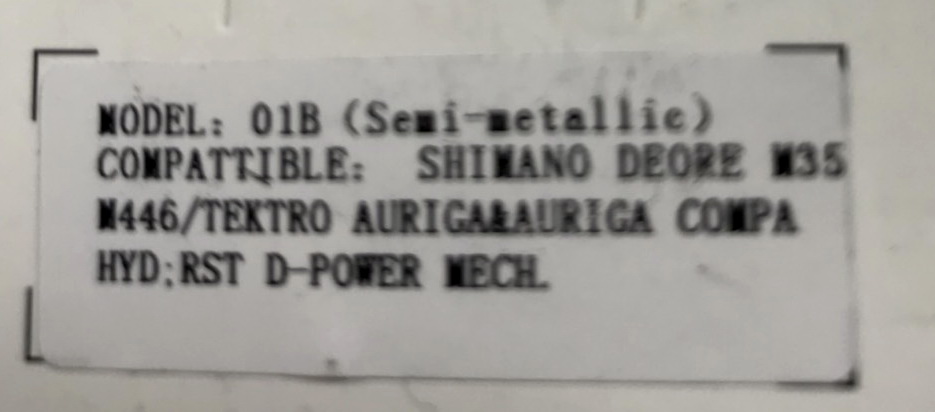 MODEL: 01B (Semi-metallic)
COMPATTIBLE: SHIMANO DEORE M35
M446/TEKTRO AURIGA&AURIGA COMPA
HYD;RST D-POWER MECH.